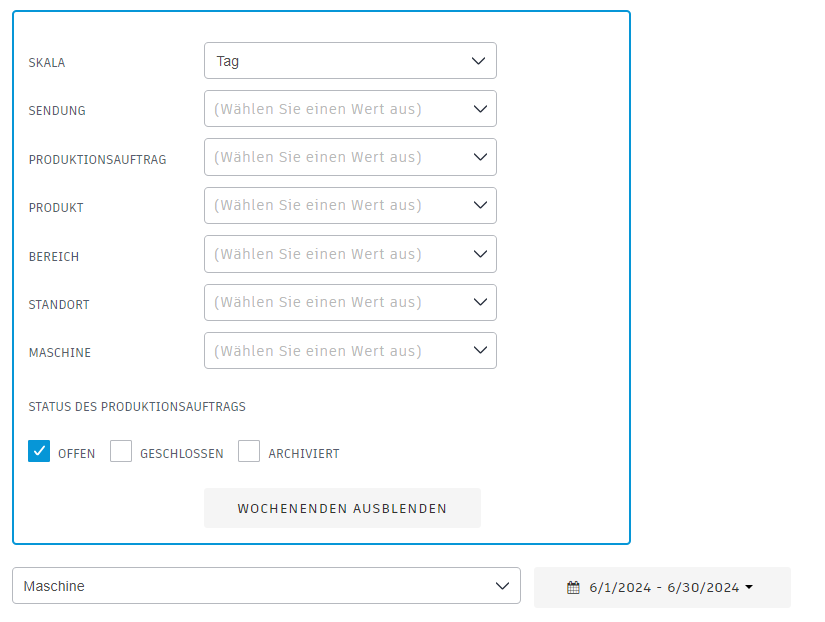 SKALA Tag
SENDUNG (Wählen Sie einen Wert aus)
PRODUKTIONSAUFTRAG (Wählen Sie einen Wert aus)
PRODUKT (Wählen Sie einen Wert aus)
BEREICH (Wählen Sie einen Wert aus)
STANDORT (Wählen Sie einen Wert aus)
MASCHINE (Wählen Sie einen Wert aus)
STATUS DES PRODUKTIONSAUFTRAGS
OFFEN GESCHLOSSEN ARCHIVIERT
WOCHENENDEN AUSBLENDEN
Maschine 6/1/2024 - 6/30/2024